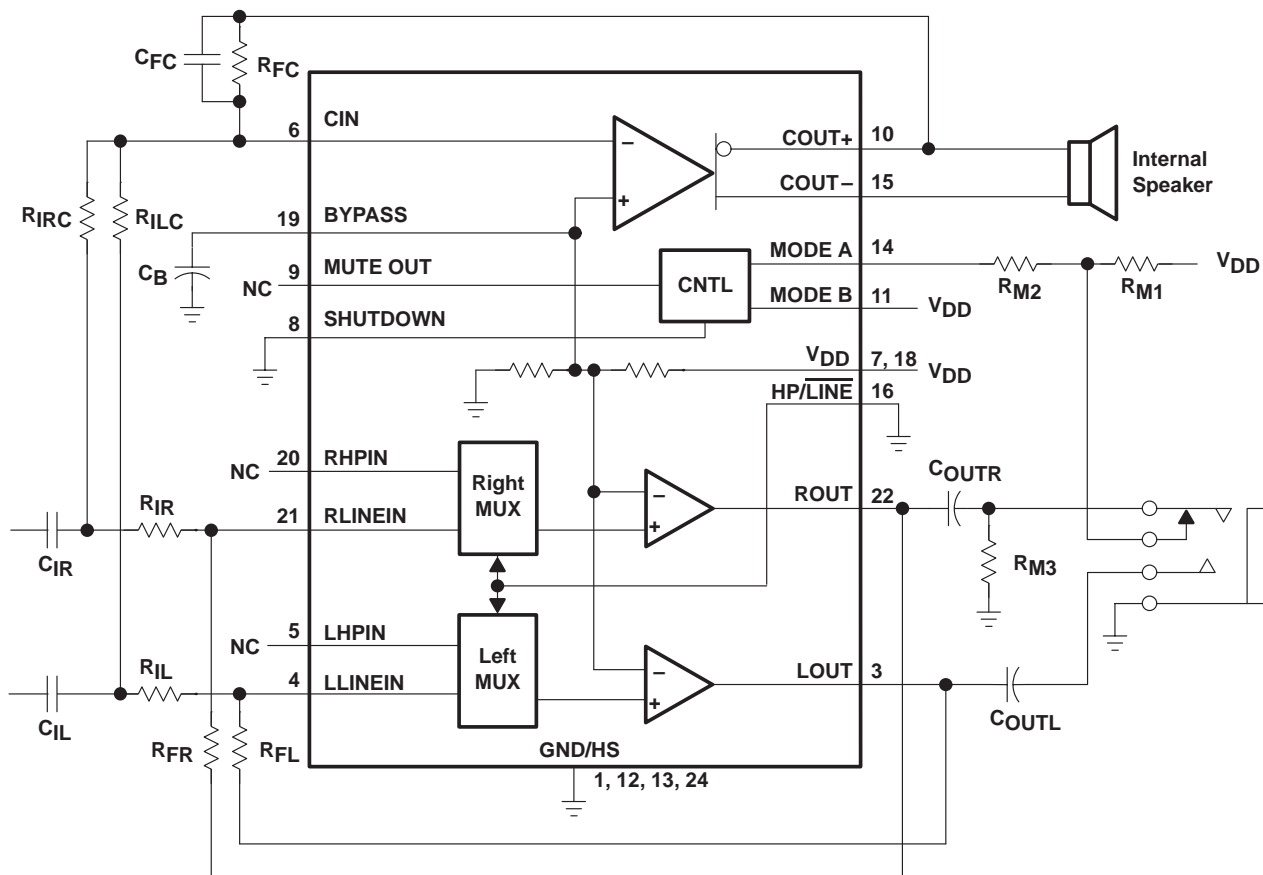 CFC
RFC
6
CIN
COUT+
10
Internal
Speaker
COUT−
15
RIRC
RILC
19
BYPASS
CB
NC
9
MUTE OUT
CNTL
MODE A
14
RM2
RM1
VDD
MODE B
11
VDD
8
SHUTDOWN
VDD
7, 18
VDD
HP/LINE
16
NC
20
RHPIN
Right
MUX
ROUT
22
COUTR
RIR
21
RLINEIN
CIR
RM3
NC
5
LHPIN
Left
MUX
LOUT
3
RIL
4
LLINEIN
CIL
COUTL
RFR
RFL
GND/HS
1, 12, 13, 24
−
+
−
+
−
+